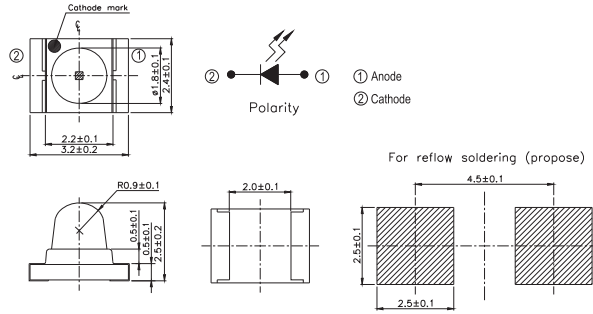 Cathode mark
℄
②
①
℄
ø1.8±0.1
2.4±0.1
2.2±0.1
3.2±0.2
②
①
Polarity
① Anode
② Cathode
For reflow soldering (propose)
4.5±0.1
R0.9±0.1
0.5±0.1
0.5±0.1
2.5±0.2
2.0±0.1
2.5±0.1
2.5±0.1